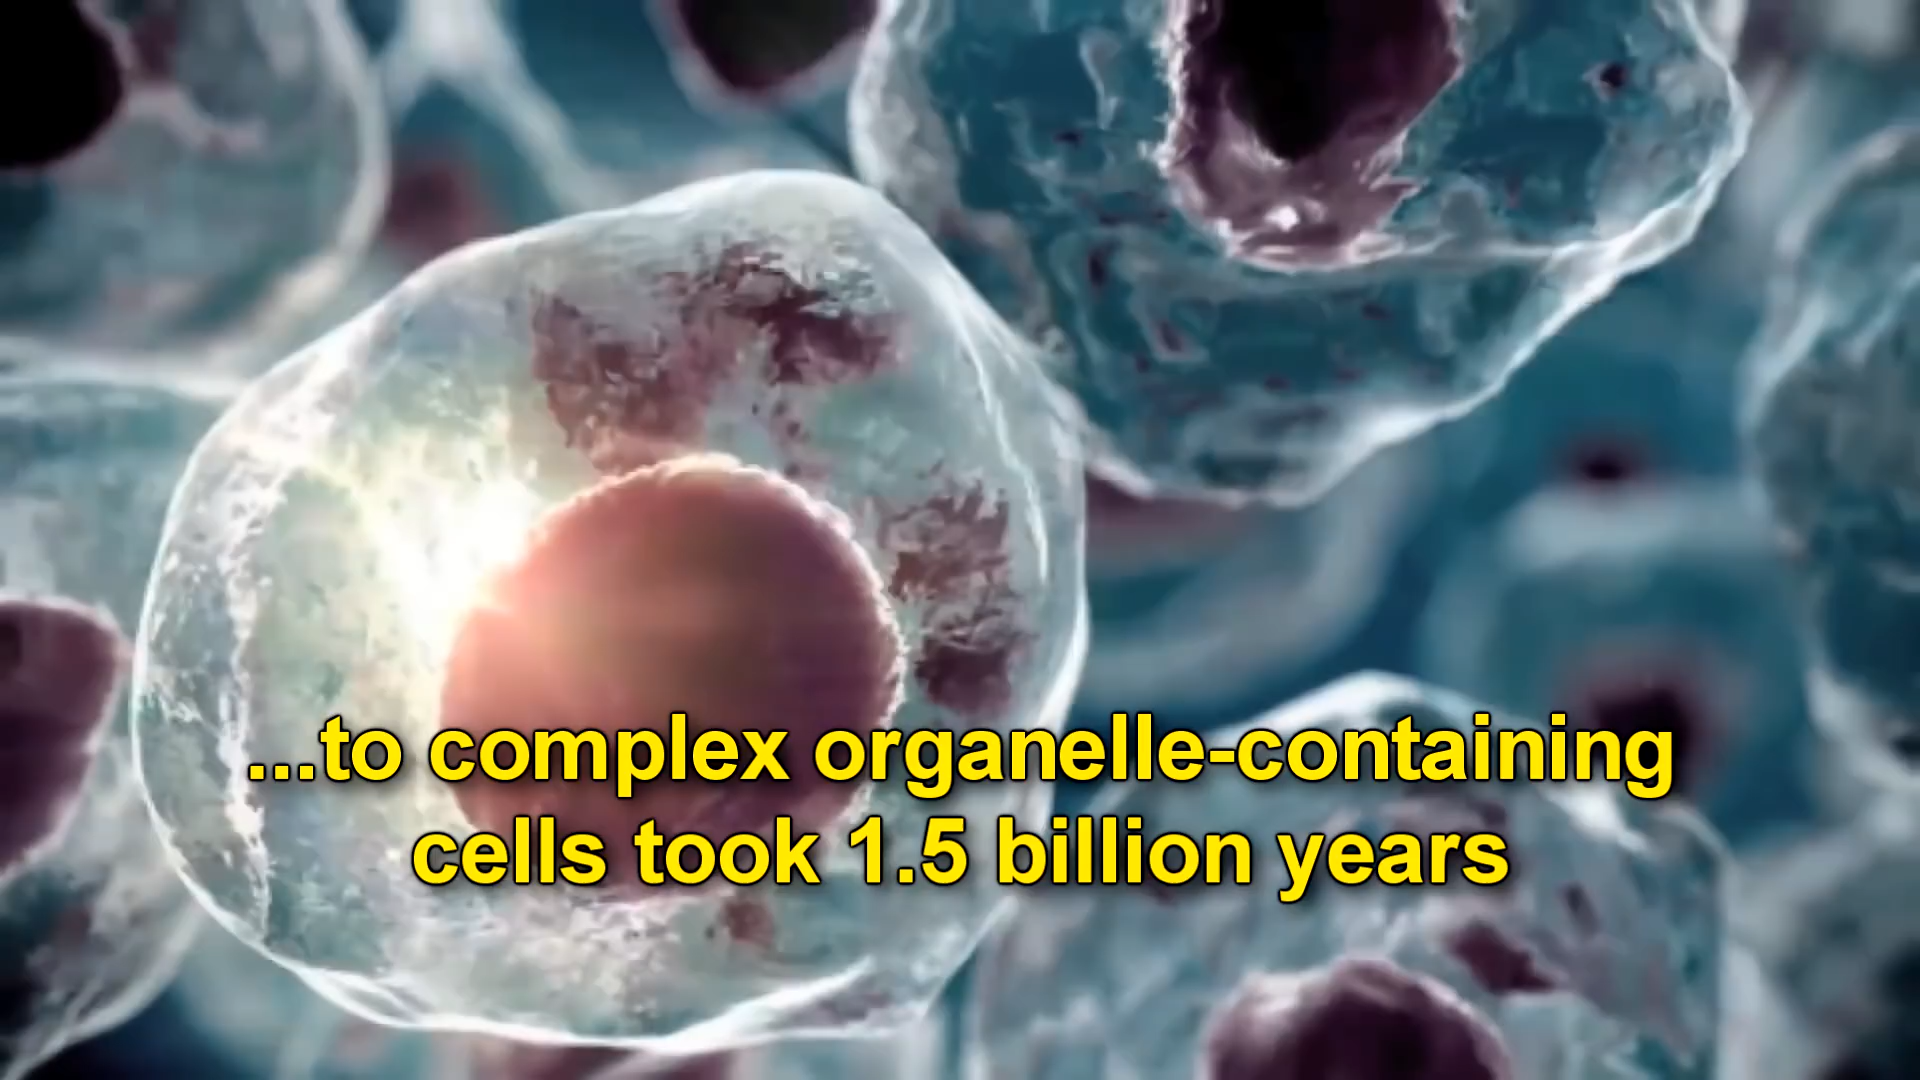 ...to complex organelle-containing
cells took 1.5 billion years